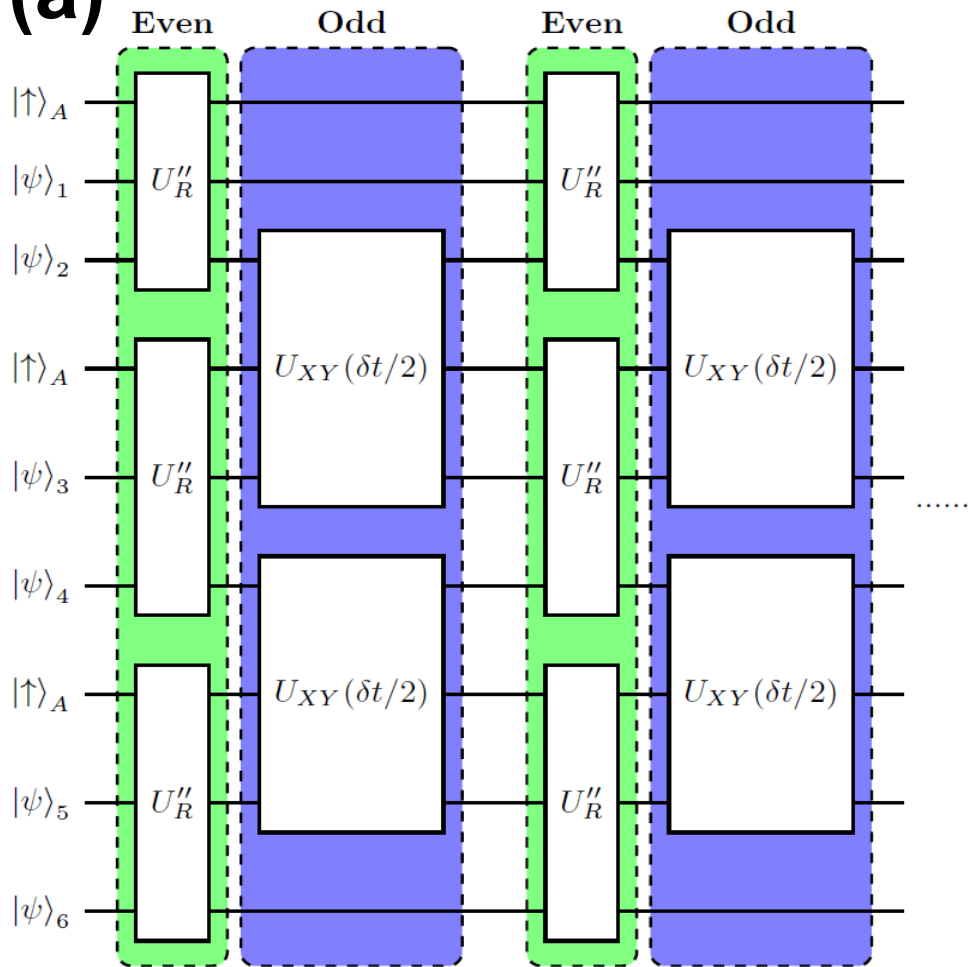 (a)
Even Odd Even Odd
|↑⟩_A
|ψ⟩_1 U''_R U''_R
|ψ⟩_2
|↑⟩_A U_{XY}(δt/2) U_{XY}(δt/2)
|ψ⟩_3 U''_R U''_R
......
|ψ⟩_4
|↑⟩_A U_{XY}(δt/2) U_{XY}(δt/2)
|ψ⟩_5 U''_R U''_R
|ψ⟩_6